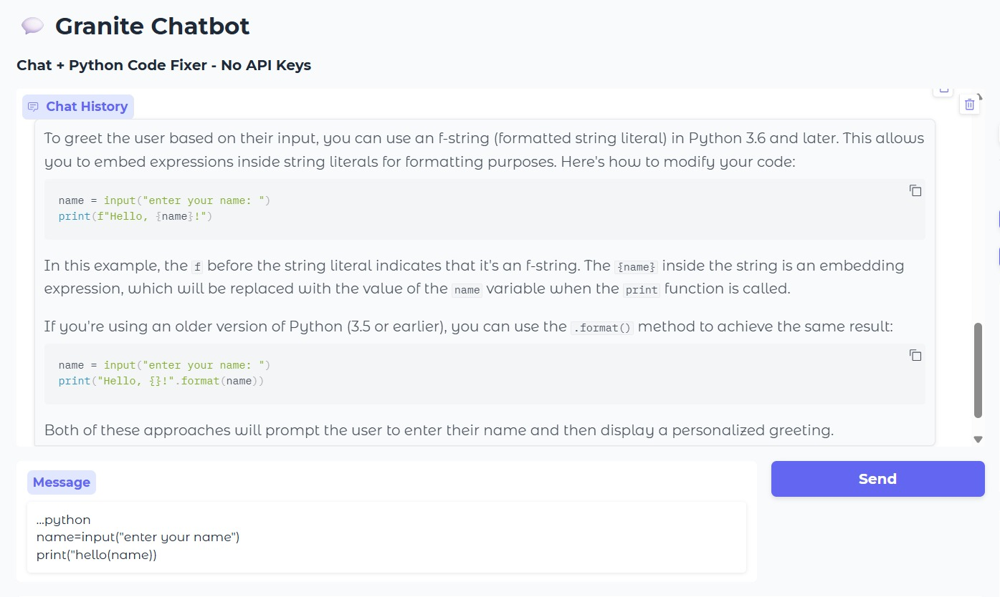 Granite Chatbot
Chat + Python Code Fixer - No API Keys
Chat History
To greet the user based on their input, you can use an f-string (formatted string literal) in Python 3.6 and later. This allows
you to embed expressions inside string literals for formatting purposes. Here's how to modify your code:
name = input("enter your name: ")
print(f"Hello, {name}!")
In this example, the f before the string literal indicates that it's an f-string. The {name} inside the string is an embedding
expression, which will be replaced with the value of the name variable when the print function is called.
If you're using an older version of Python (3.5 or earlier), you can use the .format() method to achieve the same result:
name = input("enter your name: ")
print("Hello, {}!".format(name))
Both of these approaches will prompt the user to enter their name and then display a personalized greeting.
Message
Send
...python
name=input("enter your name")
print("hello(name))